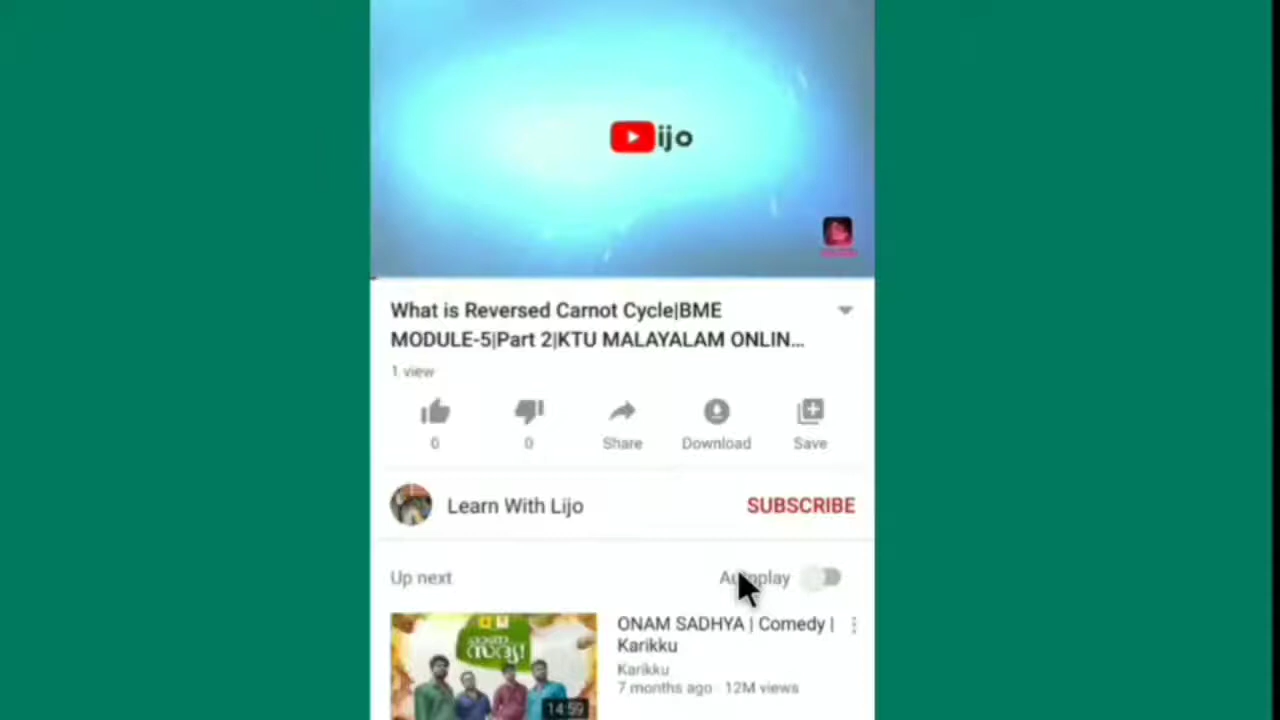 ijo
What is Reversed Carnot Cycle|BME
MODULE-5|Part 2|KTU MALAYALAM ONLIN...
1 view
0
0
Share
Download
Save
Learn With Lijo
SUBSCRIBE
Up next
ONAM SADHYA | Comedy |
Karikku
Karikku
7 months ago · 12M views
14:59